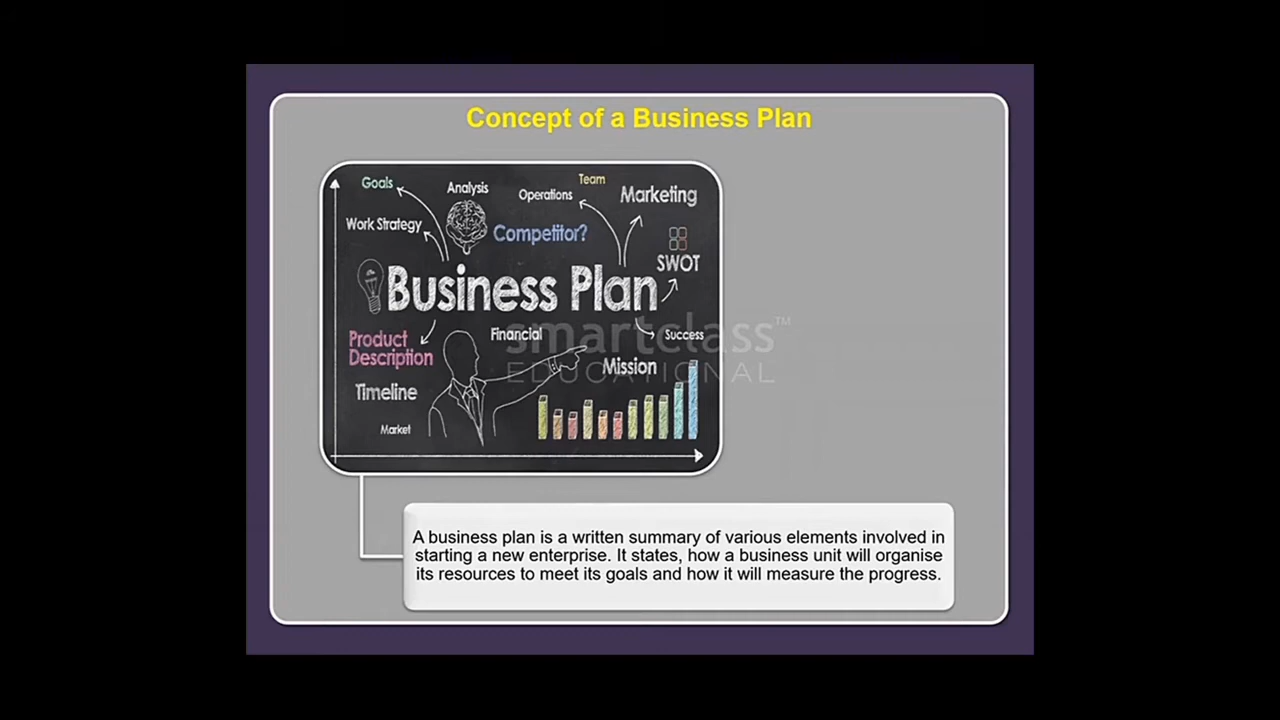 Concept of a Business Plan
Goals
Analysis
Operations
Team
Marketing
Work Strategy
Competitor?
SWOT
Business Plan
Product
Description
Financial
Success
smartclass™
EDUCATIONAL
Mission
Timeline
Market
A business plan is a written summary of various elements involved in
starting a new enterprise. It states, how a business unit will organise
its resources to meet its goals and how it will measure the progress.